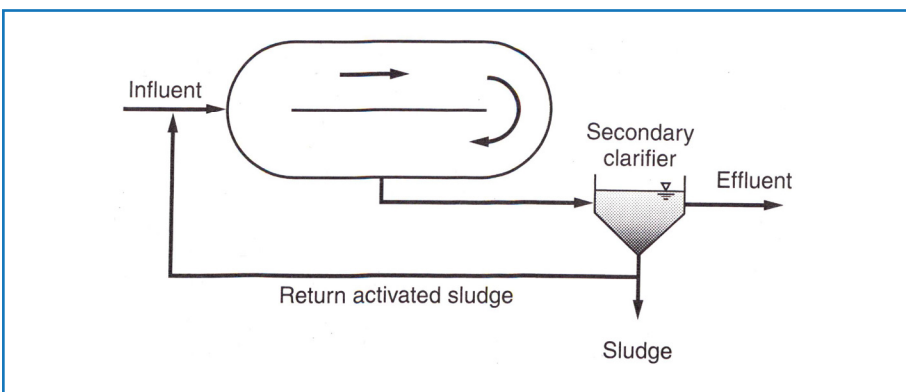 Influent
Secondary
clarifier
Effluent
Return activated sludge
Sludge